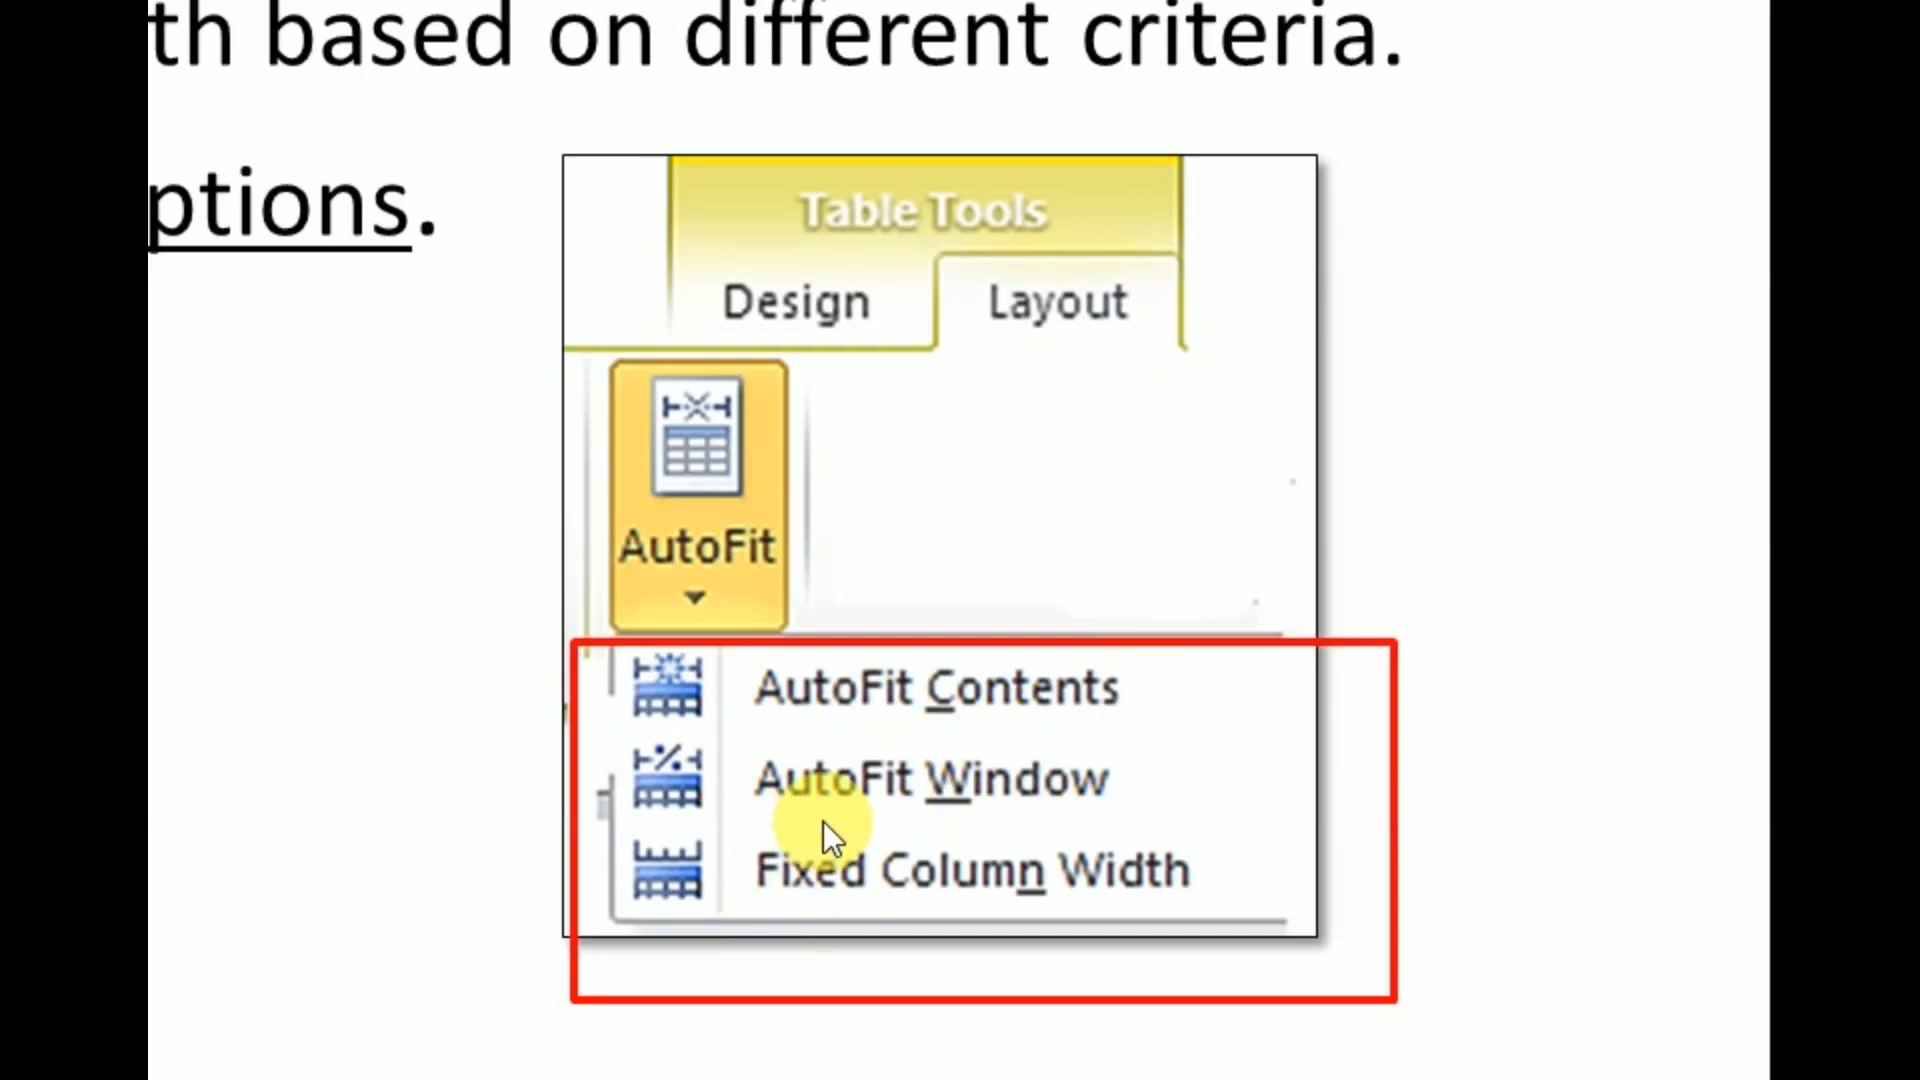 th based on different criteria.
ptions.
Table Tools
Design Layout
AutoFit
AutoFit Contents
AutoFit Window
Fixed Column Width